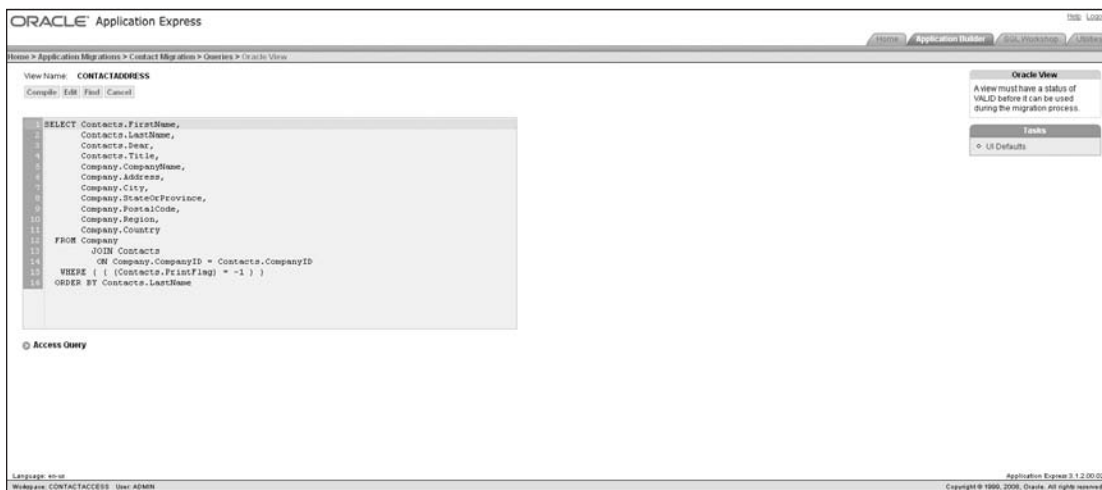 ORACLE Application Express
Help Logo
Home Application Builder SQL Workshop Utilities
Home > Application Migrations > Contact Migration > Queries > Oracle View
View Name: CONTACTADDRESS
Compile Edit Find Cancel
1 SELECT Contacts.FirstName,
2 Contacts.LastName,
3 Contacts.Dear,
4 Contacts.Title,
5 Company.CompanyName,
6 Company.Address,
7 Company.City,
8 Company.StateOrProvince,
9 Company.PostalCode,
10 Company.Region,
11 Company.Country
12 FROM Company
13 JOIN Contacts
14 ON Company.CompanyID = Contacts.CompanyID
15 WHERE ( ( (Contacts.PrintFlag) = -1 ) )
16 ORDER BY Contacts.LastName
Access Query
Oracle View
A view must have a status of
VALID before it can be used
during the migration process.
Tasks
UI Defaults
Language: en-us
Application Express 3.1.2.00.02
Workspace: CONTACTACCESS User: ADMIN
Copyright © 1999, 2008, Oracle. All rights reserved